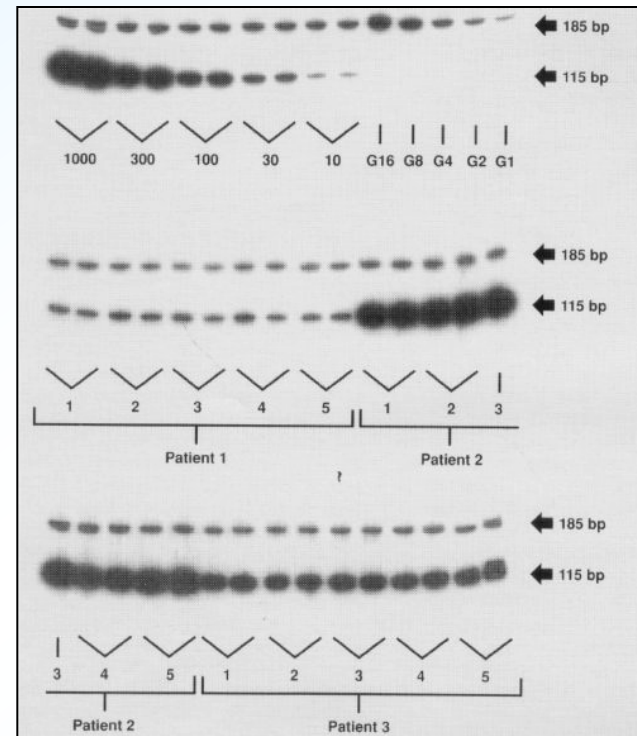 185 bp
115 bp
1000 300 100 30 10 G16 G8 G4 G2 G1
185 bp
115 bp
1 2 3 4 5 1 2 3
Patient 1 Patient 2
?
185 bp
115 bp
3 4 5 1 2 3 4 5
Patient 2 Patient 3